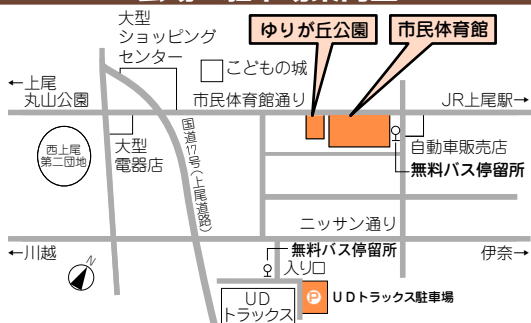 大型
ショッピング
センター
ゆりが丘公園
市民体育館
こどもの城
←上尾
丸山公園
市民体育館通り
JR上尾駅→
西上尾
第二団地
大型
電器店
国道17号(上尾道路)
自動車販売店
無料バス停留所
ニッサン通り
←川越
無料バス停留所
伊奈→
入り口
N
UD
トラックス
P
UDトラックス駐車場